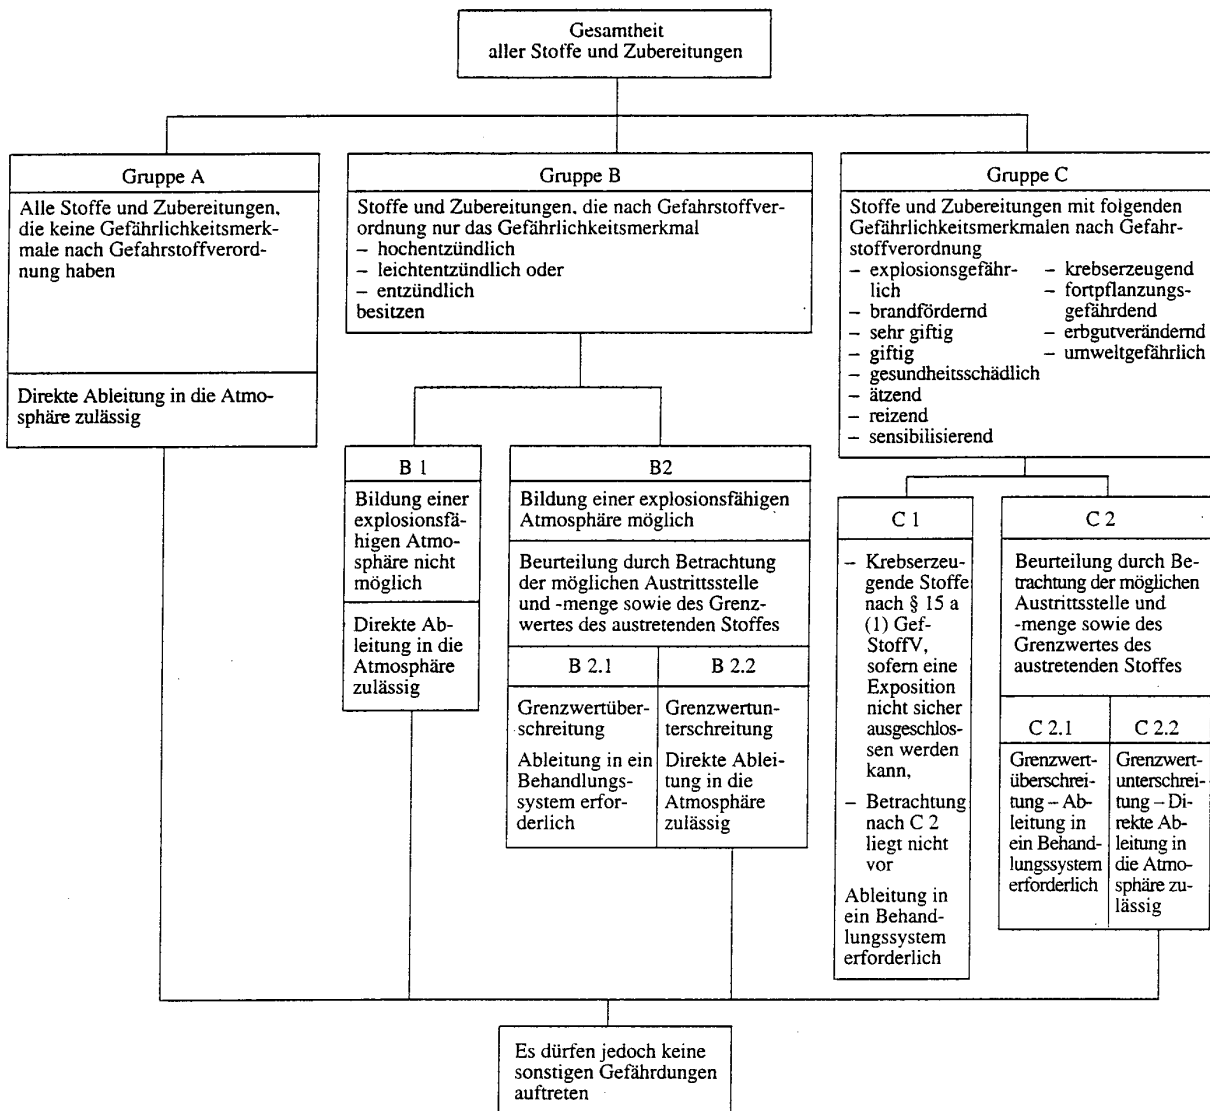 Gesamtheit
aller Stoffe und Zubereitungen
Gruppe A
Alle Stoffe und Zubereitungen,
die keine Gefährlichkeitsmerk-
male nach Gefahrstoffverord-
nung haben
Direkte Ableitung in die Atmo-
sphäre zulässig
Gruppe B
Stoffe und Zubereitungen, die nach Gefahrstoffver-
ordnung nur das Gefährlichkeitsmerkmal
– hochentzündlich
– leichtentzündlich oder
– entzündlich
besitzen
B 1
Bildung einer
explosionsfä-
higen Atmo-
sphäre nicht
möglich
Direkte Ab-
leitung in die
Atmosphäre
zulässig
B2
Bildung einer explosionsfähigen
Atmosphäre möglich
Beurteilung durch Betrachtung
der möglichen Austrittsstelle
und -menge sowie des Grenz-
wertes des austretenden Stoffes
B 2.1
Grenzwertüber-
schreitung
Ableitung in ein
Behandlungs-
system erfor-
derlich
B 2.2
Grenzwertun-
terschreitung
Direkte Ablei-
tung in die
Atmosphäre
zulässig
Gruppe C
Stoffe und Zubereitungen mit folgenden
Gefährlichkeitsmerkmalen nach Gefahr-
stoffverordnung
– explosionsgefähr-
lich
– brandfördernd
– sehr giftig
– giftig
– gesundheitsschädlich
– ätzend
– reizend
– sensibilisierend
– krebserzeugend
– fortpflanzungs-
gefährdend
– erbgutverändernd
– umweltgefährlich
C 1
– Krebserzeu-
gende Stoffe
nach § 15 a
(1) Gef-
StoffV,
sofern eine
Exposition
nicht sicher
ausgeschlos-
sen werden
kann,
– Betrachtung
nach C 2
liegt nicht
vor
Ableitung in
ein Behand-
lungssystem
erforderlich
C 2
Beurteilung durch Be-
trachtung der möglichen
Austrittsstelle und
-menge sowie des
Grenzwertes des
austretenden Stoffes
C 2.1
Grenzwert-
überschrei-
tung – Ab-
leitung in
ein Behand-
lungssystem
erforderlich
C 2.2
Grenzwert-
unterschrei-
tung – Di-
rekte Ab-
leitung in
die Atmo-
sphäre zu-
lässig
Es dürfen jedoch keine
sonstigen Gefährdungen
auftreten